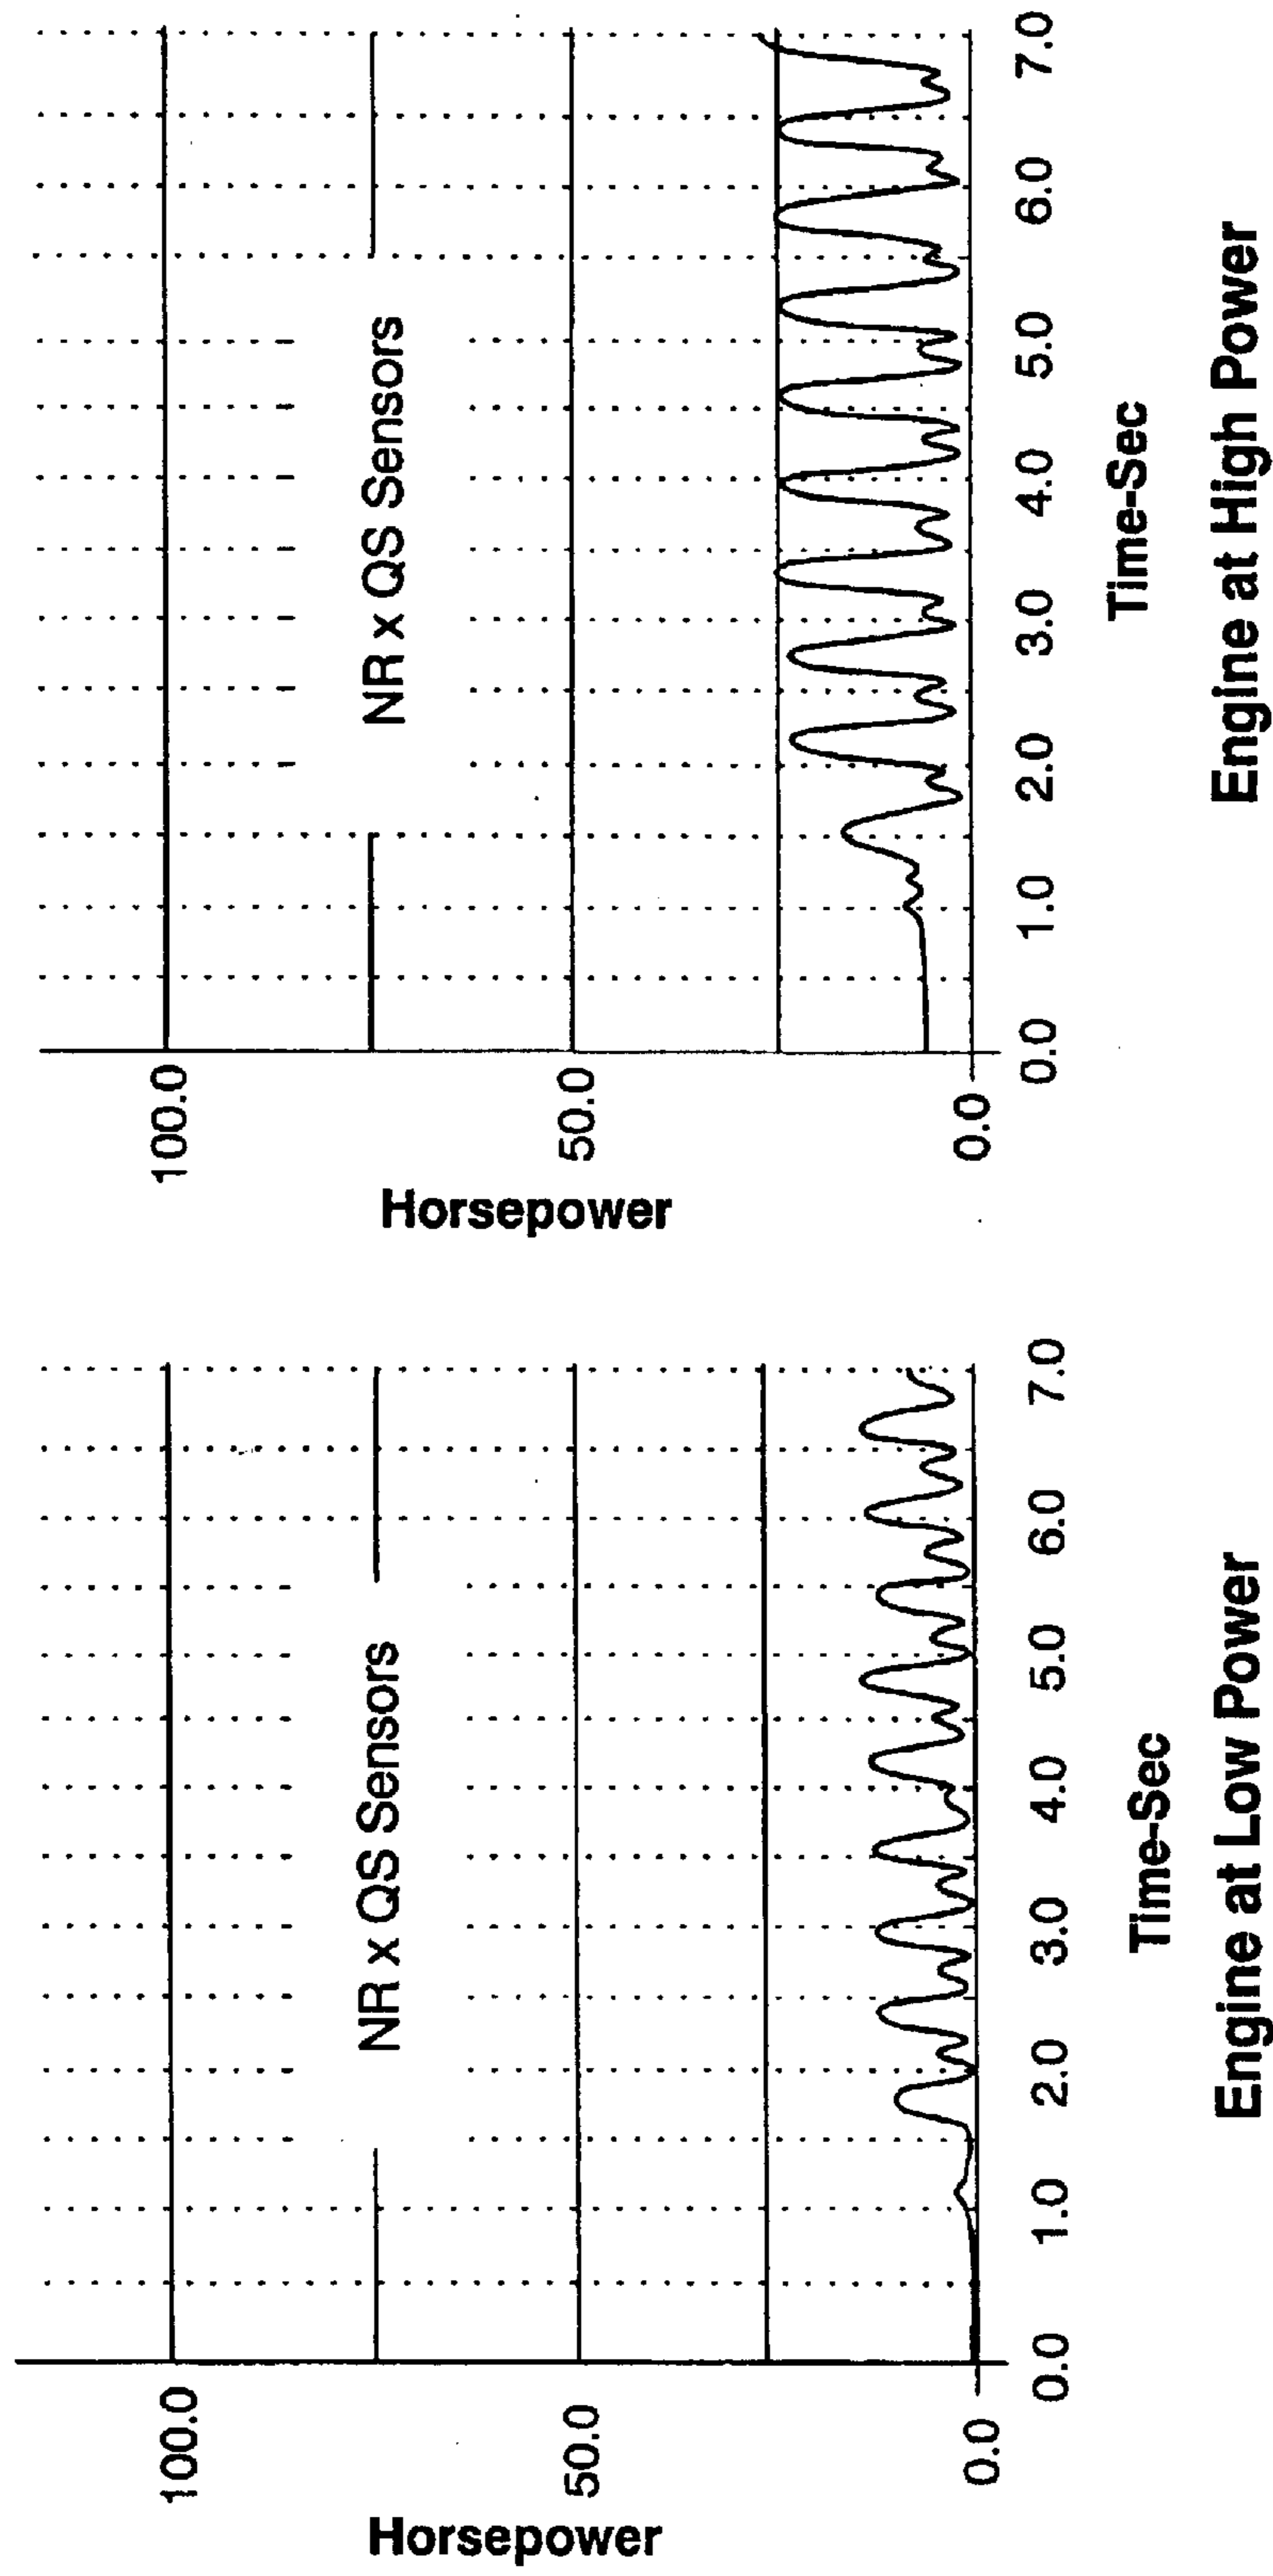 Horsepower
100.0
50.0
0.0
NR x QS Sensors
0.0 1.0 2.0 3.0 4.0 5.0 6.0 7.0
Time-Sec
Engine at Low Power
Horsepower
100.0
50.0
0.0
NR x QS Sensors
0.0 1.0 2.0 3.0 4.0 5.0 6.0 7.0
Time-Sec
Engine at High Power